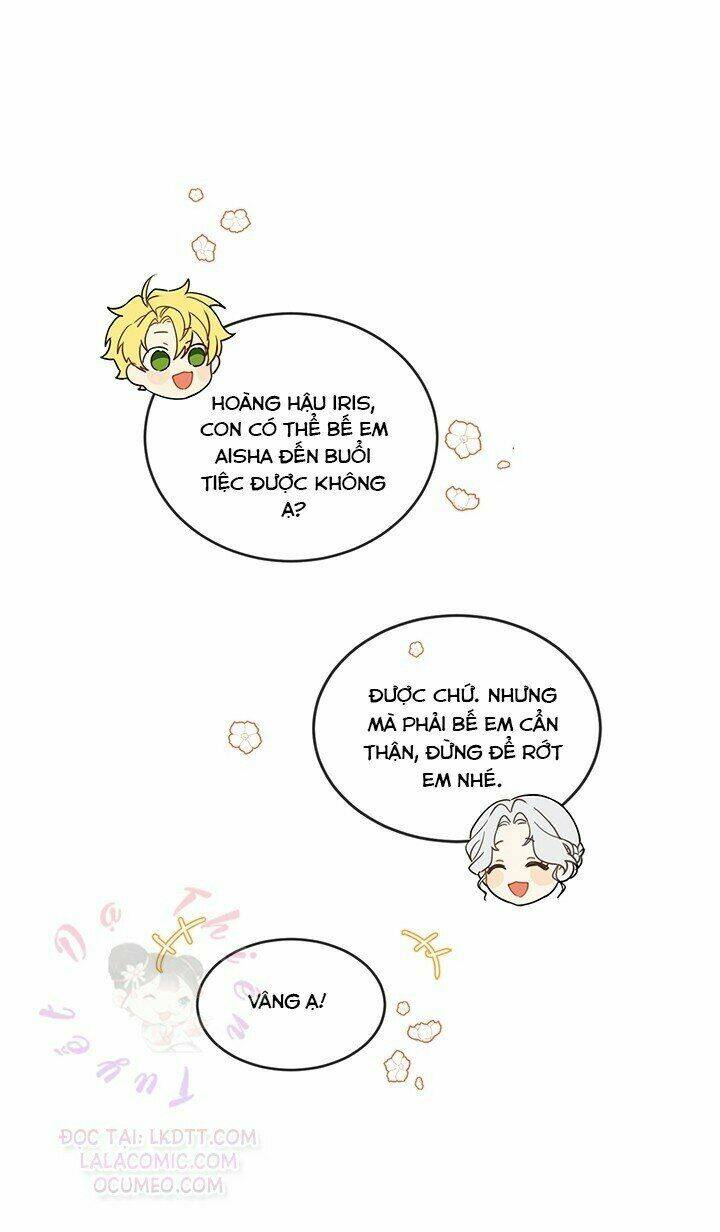 HOÀNG HẬU IRIS,
CON CÓ THỂ BẾ EM
AISHA ĐẾN BUỔI
TIỆC ĐƯỢC KHÔNG
Ạ?
ĐƯỢC CHỨ. NHƯNG
MÀ PHẢI BẾ EM CẨN
THẬN, ĐỪNG ĐỂ RỚT
EM NHÉ.
VÂNG Ạ!
ĐỌC TẠI: LKDTT.COM
LALACOMIC.COM
OCUMEO.COM